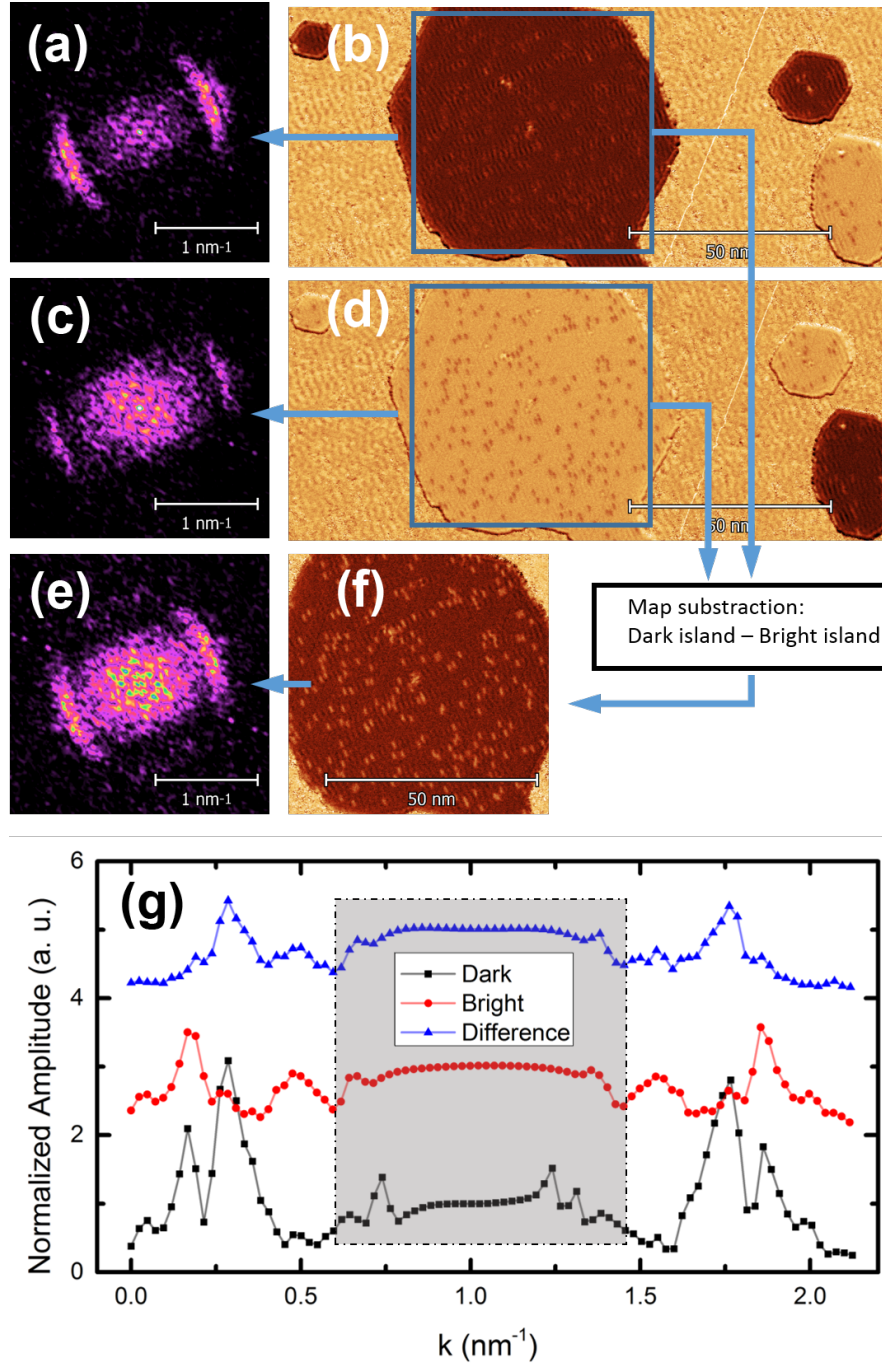 (a)
(b)
1 nm-1
50 nm
(c)
(d)
1 nm-1
50 nm
(e)
(f)
1 nm-1
50 nm
Map substraction:
Dark island – Bright island
(g)
Normalized Amplitude (a. u.)
6
4
2
0
Dark
Bright
Difference
0.0 0.5 1.0 1.5 2.0
k (nm-1)